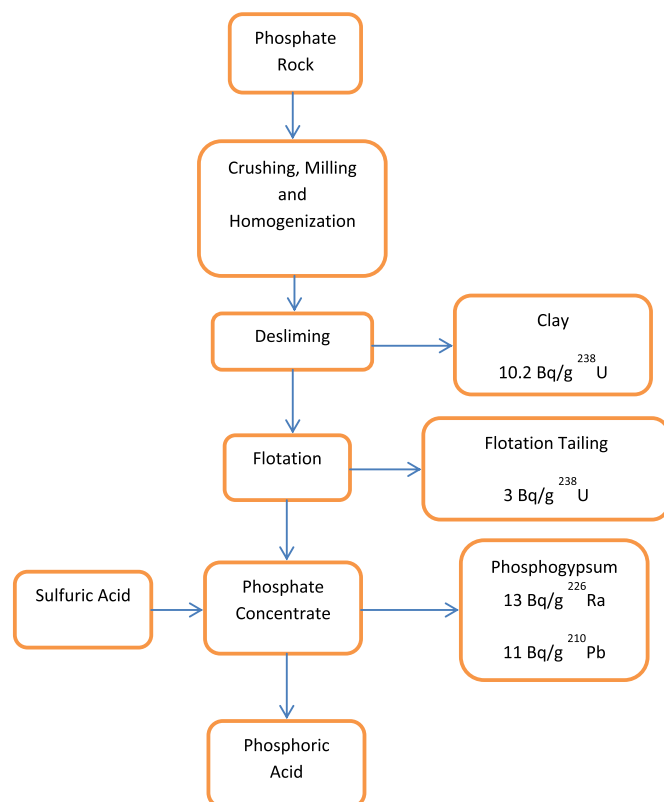 Phosphate
Rock
Crushing, Milling
and
Homogenization
Desliming
Clay
10.2 Bq/g ²³⁸U
Flotation
Flotation Tailing
3 Bq/g ²³⁸U
Sulfuric Acid
Phosphate
Concentrate
Phosphogypsum
13 Bq/g ²²⁶Ra
11 Bq/g ²¹⁰Pb
Phosphoric
Acid